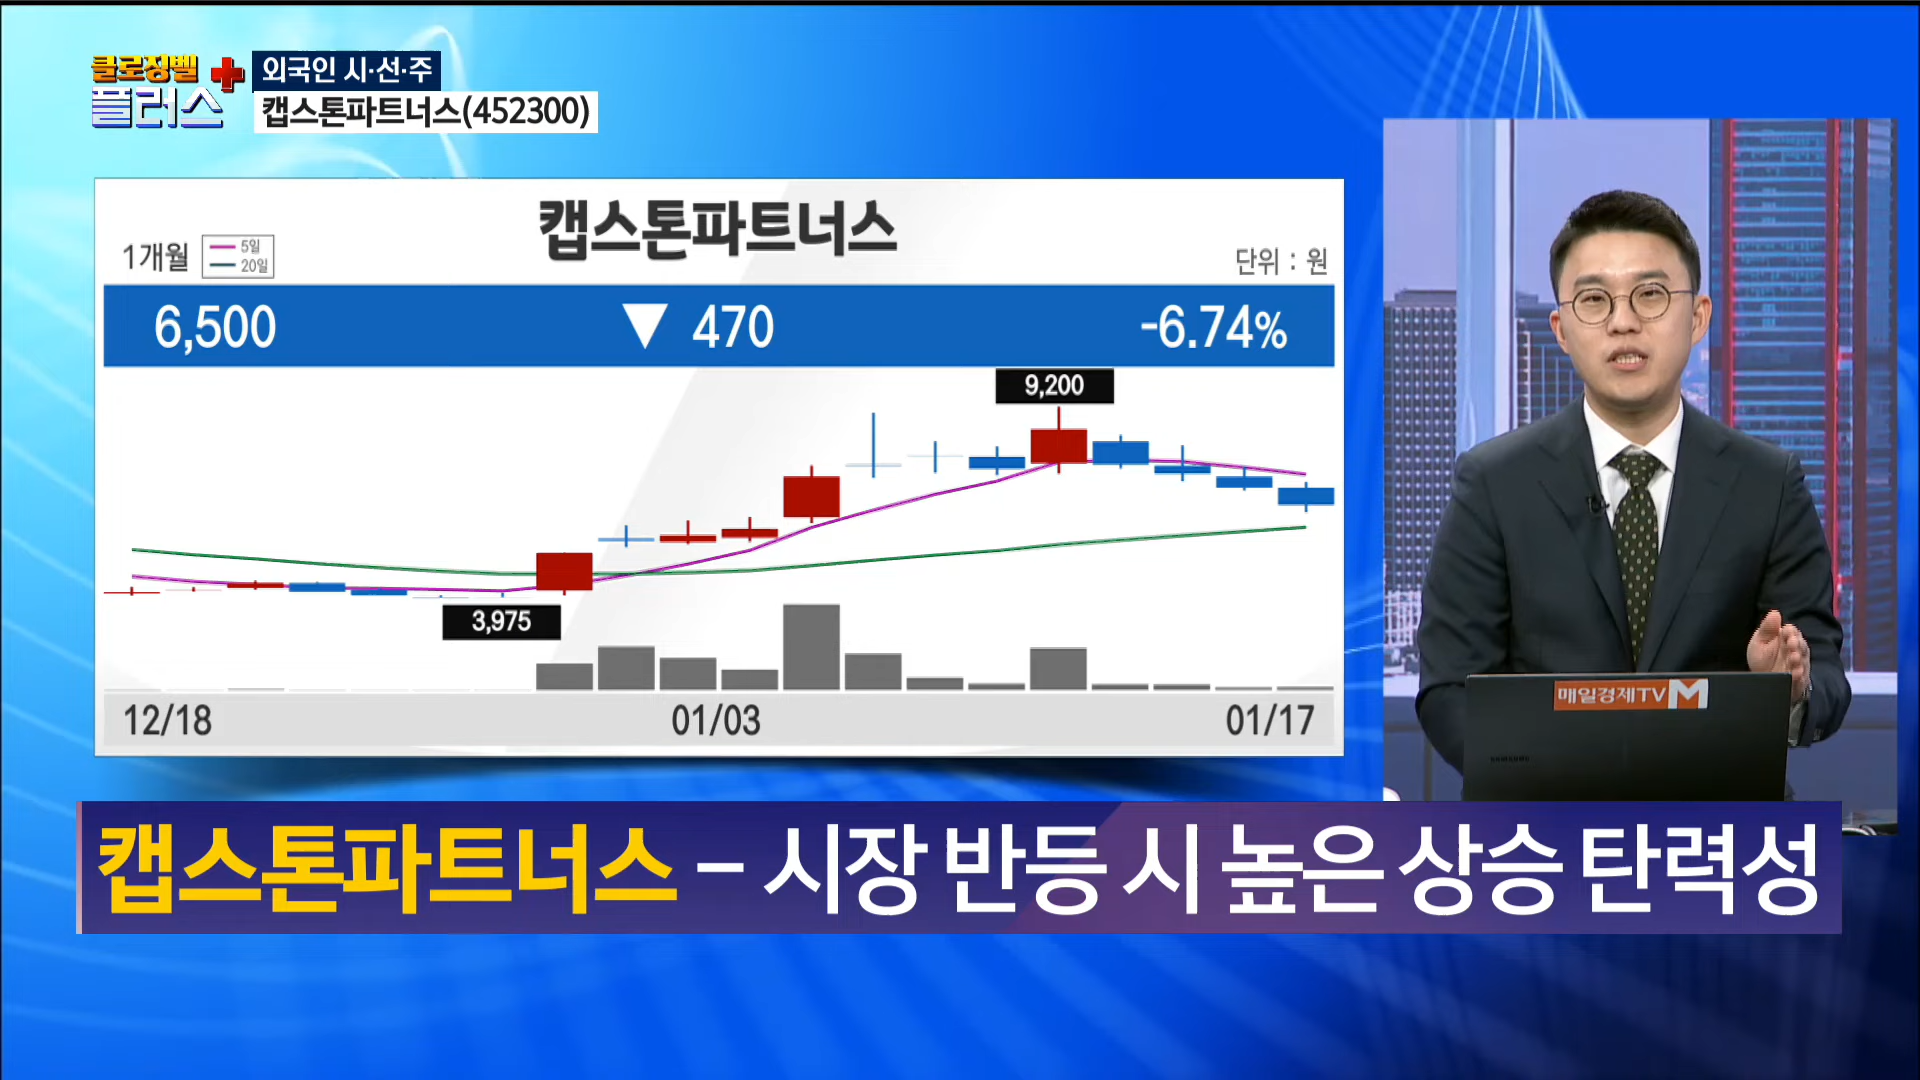 클로징벨
플러스
외국인 시·선·주
캡스톤파트너스(452300)
캡스톤파트너스
1개월
5일
20일
단위 : 원
6,500 ▼ 470 -6.74%
9,200
3,975
12/18 01/03 01/17
매일경제TV M
SAMSUNG
캡스톤파트너스 - 시장 반등 시 높은 상승 탄력성